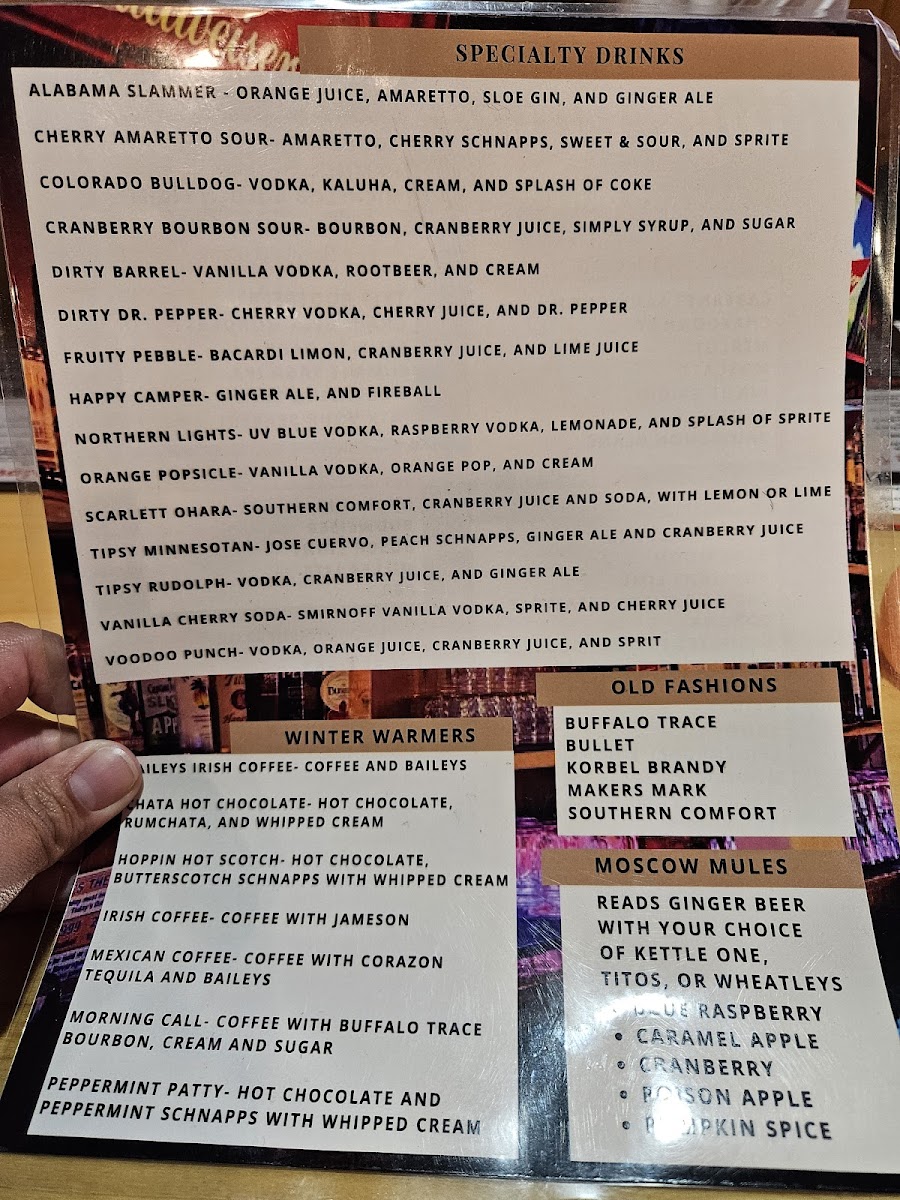 SPECIALTY DRINKS
ALABAMA SLAMMER - ORANGE JUICE, AMARETTO, SLOE GIN, AND GINGER ALE
CHERRY AMARETTO SOUR- AMARETTO, CHERRY SCHNAPPS, SWEET & SOUR, AND SPRITE
COLORADO BULLDOG- VODKA, KALUHA, CREAM, AND SPLASH OF COKE
CRANBERRY BOURBON SOUR- BOURBON, CRANBERRY JUICE, SIMPLY SYRUP, AND SUGAR
DIRTY BARREL- VANILLA VODKA, ROOTBEER, AND CREAM
DIRTY DR. PEPPER- CHERRY VODKA, CHERRY JUICE, AND DR. PEPPER
FRUITY PEBBLE- BACARDI LIMON, CRANBERRY JUICE, AND LIME JUICE
HAPPY CAMPER- GINGER ALE, AND FIREBALL
NORTHERN LIGHTS- UV BLUE VODKA, RASPBERRY VODKA, LEMONADE, AND SPLASH OF SPRITE
ORANGE POPSICLE- VANILLA VODKA, ORANGE POP, AND CREAM
SCARLETT OHARA- SOUTHERN COMFORT, CRANBERRY JUICE AND SODA, WITH LEMON OR LIME
TIPSY MINNESOTAN- JOSE CUERVO, PEACH SCHNAPPS, GINGER ALE AND CRANBERRY JUICE
TIPSY RUDOLPH- VODKA, CRANBERRY JUICE, AND GINGER ALE
VANILLA CHERRY SODA- SMIRNOFF VANILLA VODKA, SPRITE, AND CHERRY JUICE
VOODOO PUNCH- VODKA, ORANGE JUICE, CRANBERRY JUICE, AND SPRIT
WINTER WARMERS
AILEYS IRISH COFFEE- COFFEE AND BAILEYS
CHATA HOT CHOCOLATE- HOT CHOCOLATE,
RUMCHATA, AND WHIPPED CREAM
HOPPIN HOT SCOTCH- HOT CHOCOLATE,
BUTTERSCOTCH SCHNAPPS WITH WHIPPED CREAM
IRISH COFFEE- COFFEE WITH JAMESON
MEXICAN COFFEE- COFFEE WITH CORAZON
TEQUILA AND BAILEYS
MORNING CALL- COFFEE WITH BUFFALO TRACE
BOURBON, CREAM AND SUGAR
PEPPERMINT PATTY- HOT CHOCOLATE AND
PEPPERMINT SCHNAPPS WITH WHIPPED CREAM
OLD FASHIONS
BUFFALO TRACE
BULLET
KORBEL BRANDY
MAKERS MARK
SOUTHERN COMFORT
MOSCOW MULES
READS GINGER BEER
WITH YOUR CHOICE
OF KETTLE ONE,
TITOS, OR WHEATLEYS
• BLUE RASPBERRY
• CARAMEL APPLE
• CRANBERRY
• POISON APPLE
• PUMPKIN SPICE